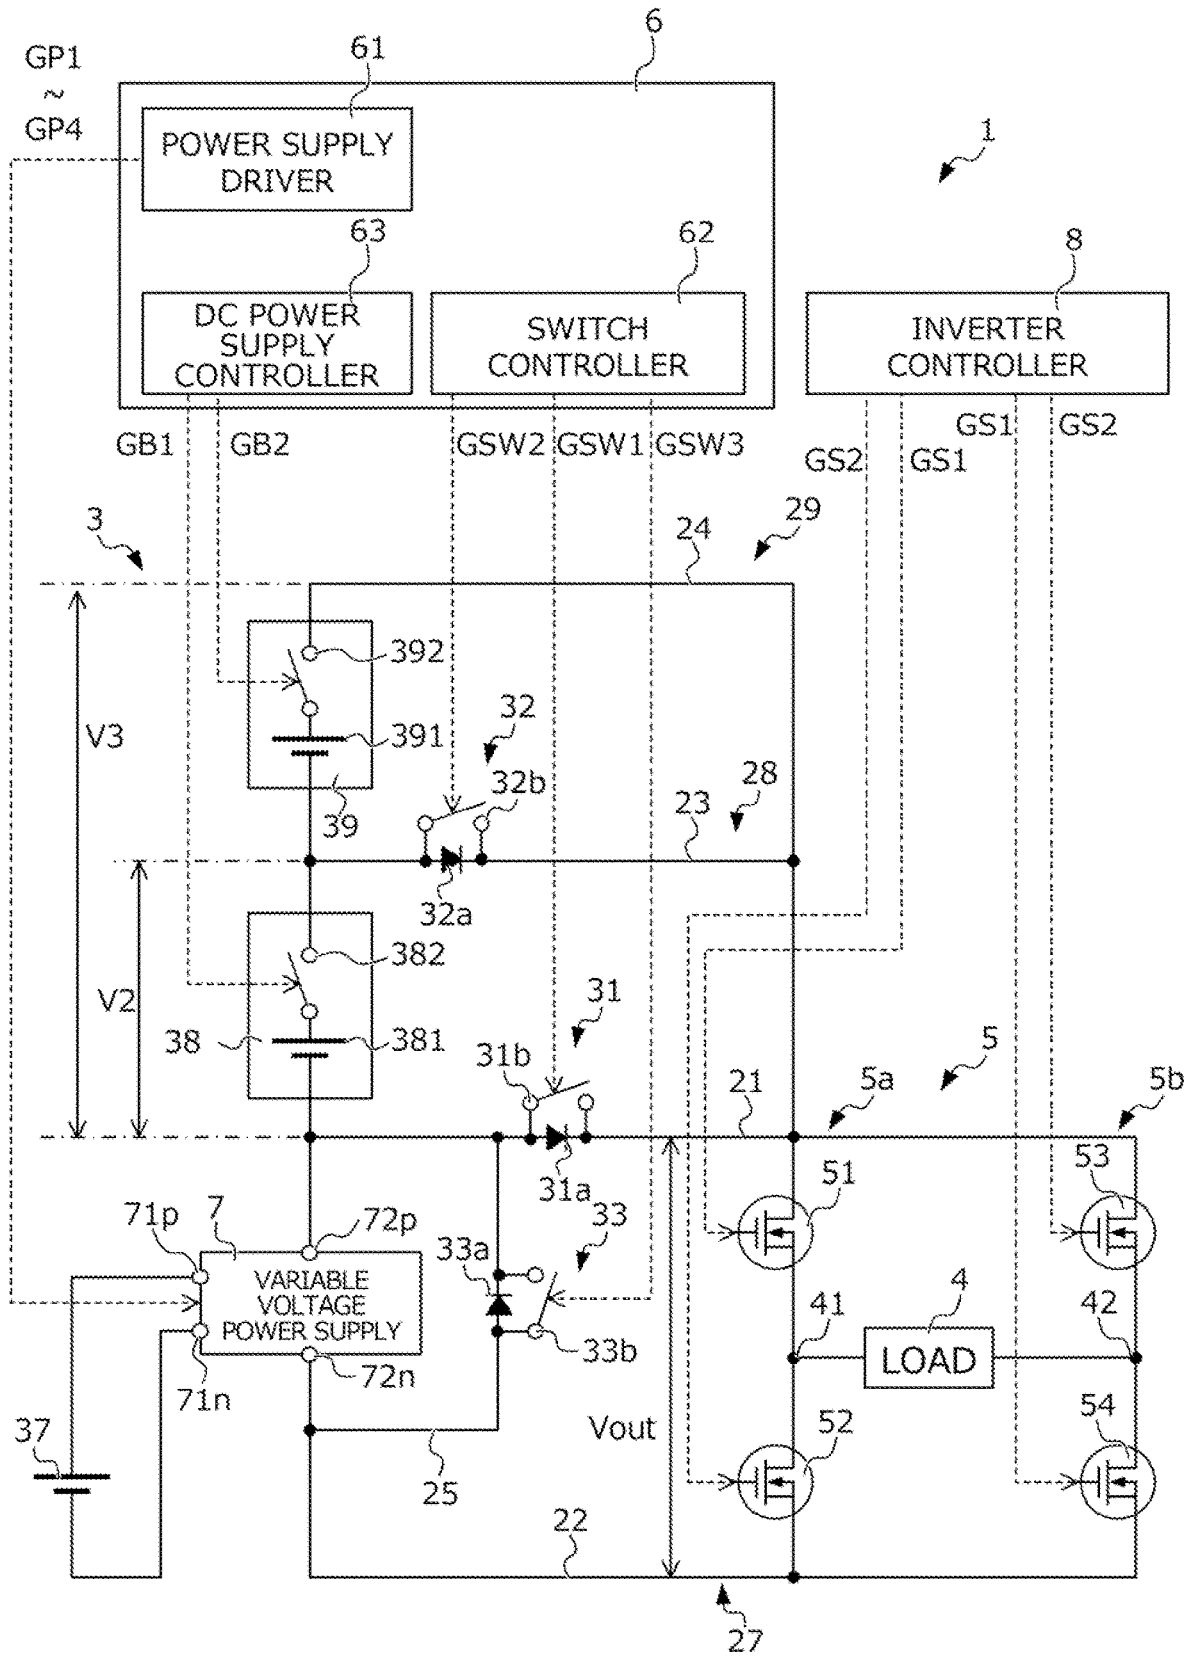 GP1
~
GP4
61
6
1
POWER SUPPLY
DRIVER
63
62
8
DC POWER
SUPPLY
CONTROLLER
SWITCH
CONTROLLER
INVERTER
CONTROLLER
GB1
GB2
GSW2
GSW1
GSW3
GS2
GS1
GS1
GS2
3
24
29
392
V3
391
32
39
32b
23
28
32a
382
V2
38
381
31
31b
21
5a
5
5b
31a
51
53
71p
7
72p
33a
33
VARIABLE
VOLTAGE
POWER SUPPLY
41
4
42
LOAD
71n
72n
33b
37
25
Vout
52
54
22
27